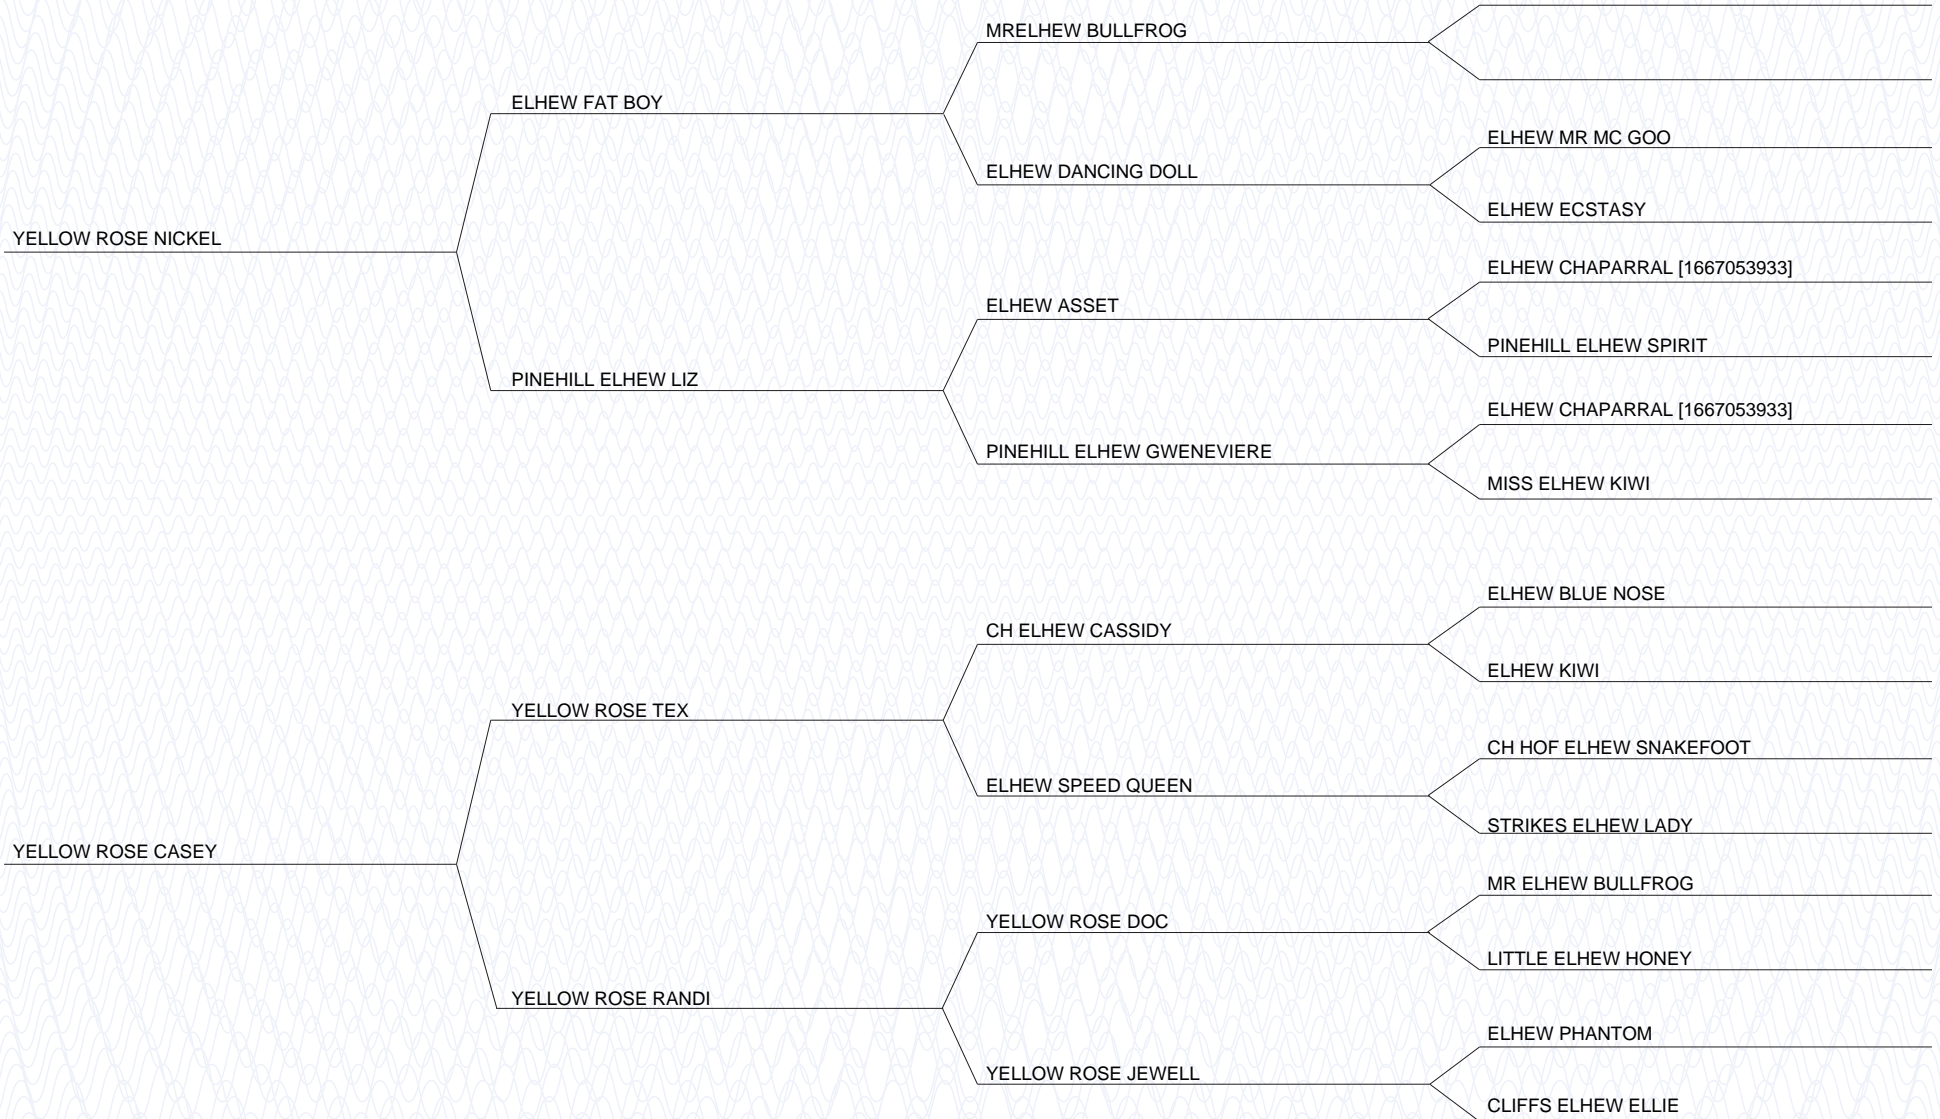 MRELHEW BULLFROG
ELHEW FAT BOY
ELHEW MR MC GOO
ELHEW DANCING DOLL
ELHEW ECSTASY
YELLOW ROSE NICKEL
ELHEW CHAPARRAL [1667053933]
ELHEW ASSET
PINEHILL ELHEW SPIRIT
PINEHILL ELHEW LIZ
ELHEW CHAPARRAL [1667053933]
PINEHILL ELHEW GWENEVIERE
MISS ELHEW KIWI
ELHEW BLUE NOSE
CH ELHEW CASSIDY
ELHEW KIWI
YELLOW ROSE TEX
CH HOF ELHEW SNAKEFOOT
ELHEW SPEED QUEEN
STRIKES ELHEW LADY
YELLOW ROSE CASEY
MR ELHEW BULLFROG
YELLOW ROSE DOC
LITTLE ELHEW HONEY
YELLOW ROSE RANDI
ELHEW PHANTOM
YELLOW ROSE JEWELL
CLIFFS ELHEW ELLIE